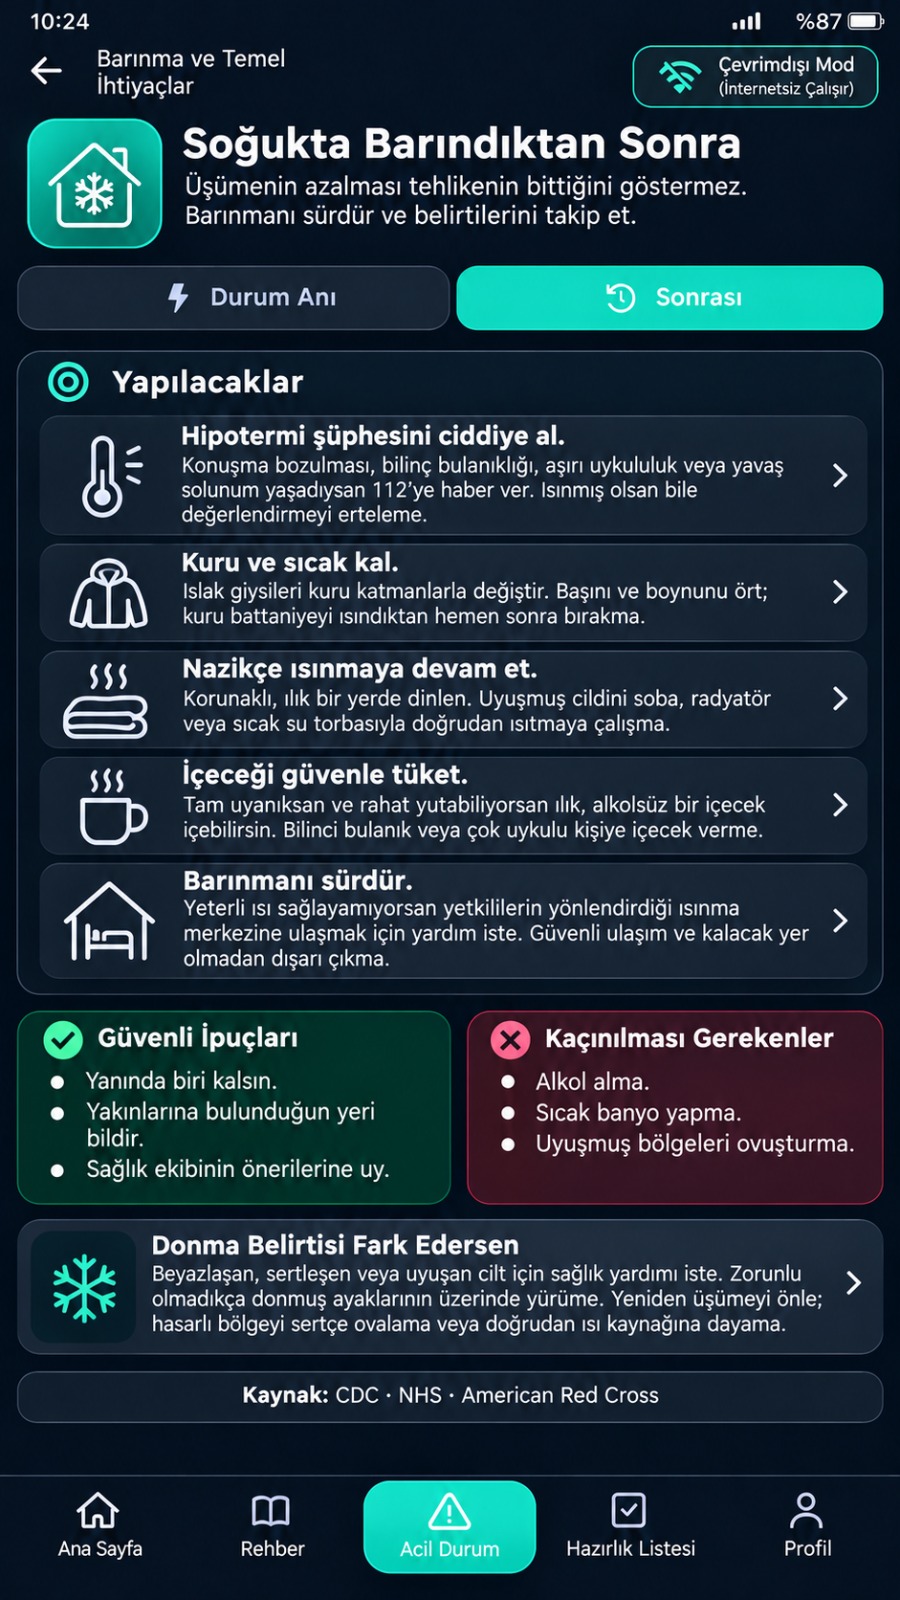 10:24
%87
Barınma ve Temel
İhtiyaçlar
Çevrimdışı Mod
(İnternetsiz Çalışır)
Soğukta Barındıktan Sonra
Üşümenin azalması tehlikenin bittiğini göstermez.
Barınmanı sürdür ve belirtilerini takip et.
Durum Anı
Sonrası
Yapılacaklar
Hipotermi şüphesini ciddiye al.
Konuşma bozulması, bilinç bulanıklığı, aşırı uykululuk veya yavaş
solunum yaşadıysan 112’ye haber ver. Isınmış olsan bile
değerlendirmeyi erteleme.
Kuru ve sıcak kal.
Islak giysileri kuru katmanlarla değiştir. Başını ve boynunu ört;
kuru battaniyeyi ısındıktan hemen sonra bırakma.
Nazikçe ısınmaya devam et.
Korunaklı, ılık bir yerde dinlen. Uyuşmuş cildini soba, radyatör
veya sıcak su torbasıyla doğrudan ısıtmaya çalışma.
İçeceği güvenle tüket.
Tam uyanıksan ve rahat yutabiliyorsan ılık, alkolsüz bir içecek
içebilirsin. Bilinci bulanık veya çok uykulu kişiye içecek verme.
Barınmanı sürdür.
Yeterli ısı sağlayamıyorsan yetkililerin yönlendirdiği ısınma
merkezine ulaşmak için yardım iste. Güvenli ulaşım ve kalacak yer
olmadan dışarı çıkma.
Güvenli İpuçları
Yanında biri kalsın.
Yakınlarına bulunduğun yeri
bildir.
Sağlık ekibinin önerilerine uy.
Kaçınılması Gerekenler
Alkol alma.
Sıcak banyo yapma.
Uyuşmuş bölgeleri ovuşturma.
Donma Belirtisi Fark Edersen
Beyazlaşan, sertleşen veya uyuşan cilt için sağlık yardımı iste. Zorunlu
olmadıkça donmuş ayaklarının üzerinde yürüme. Yeniden üşümeyi önle;
hasarlı bölgeyi sertçe ovalama veya doğrudan ısı kaynağına dayama.
Kaynak: CDC · NHS · American Red Cross
Ana Sayfa
Rehber
Acil Durum
Hazırlık Listesi
Profil